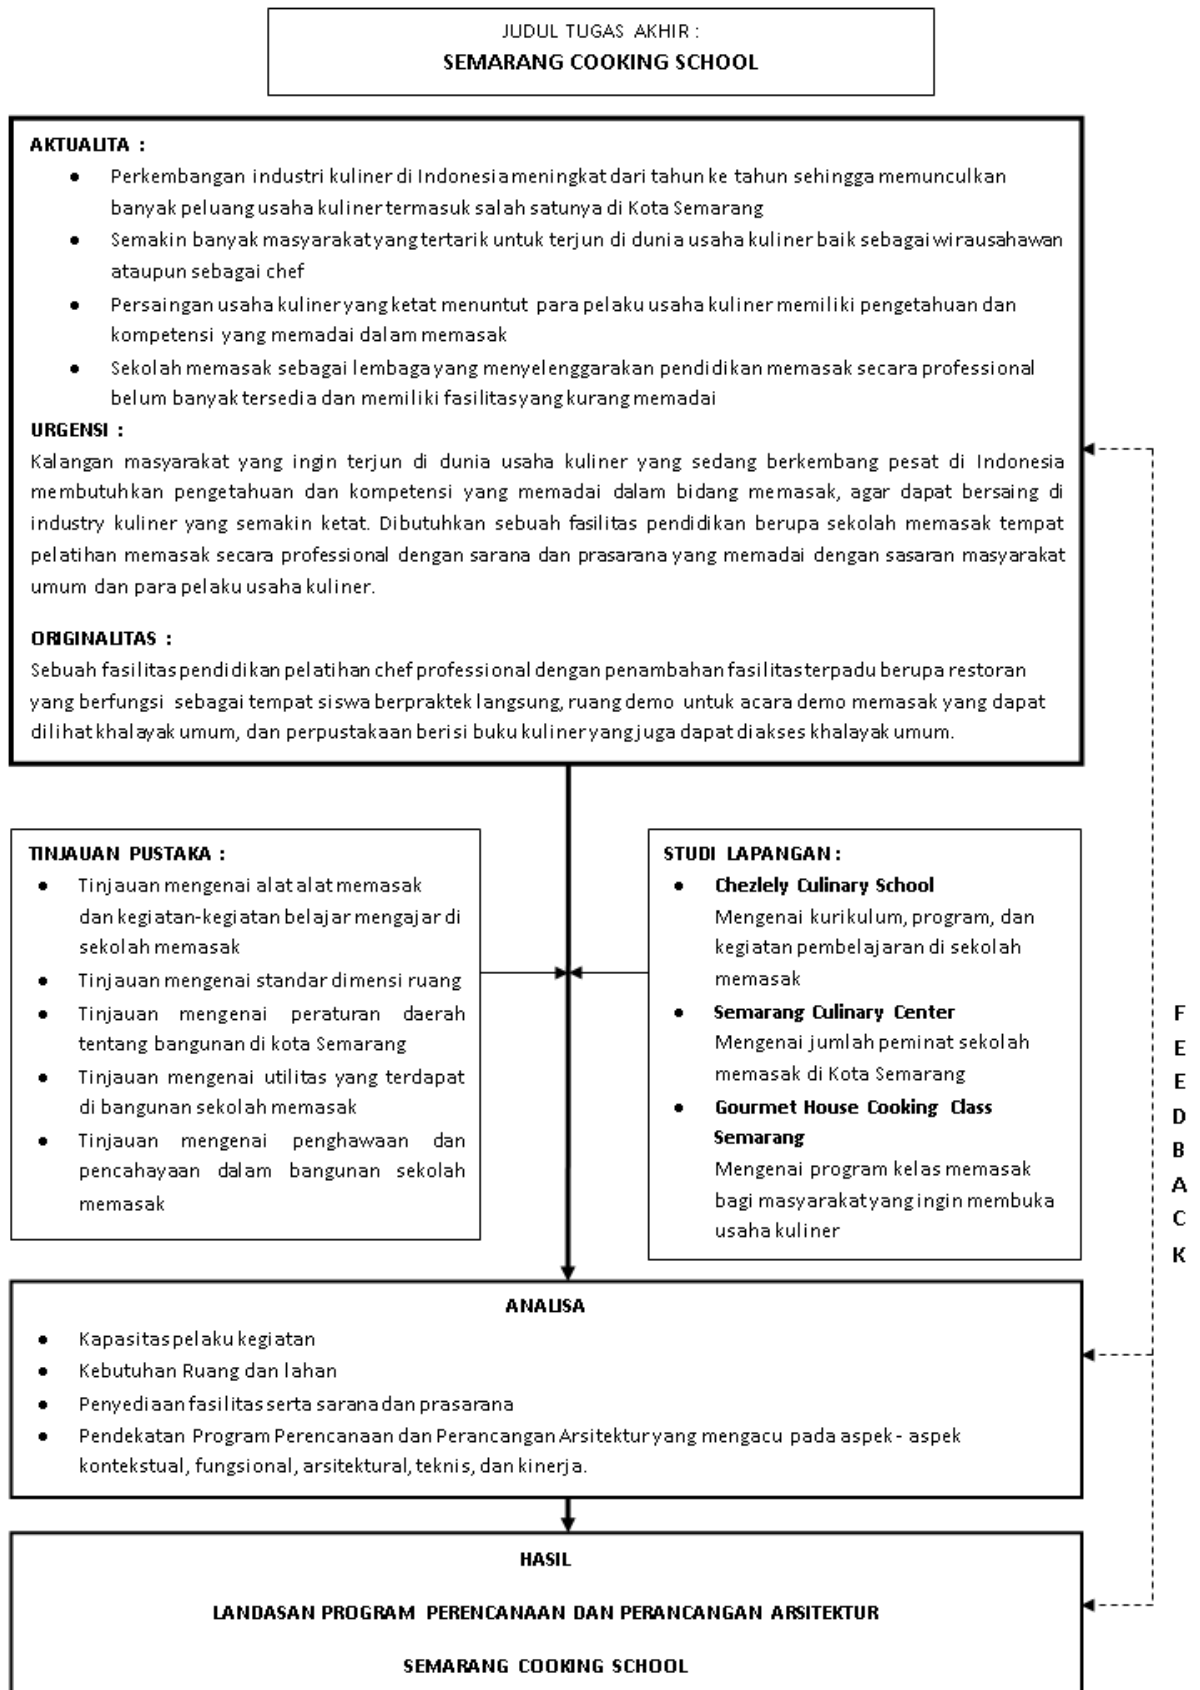 JUDUL TUGAS AKHIR :
SEMARANG COOKING SCHOOL
AKTUALITA :
● Perkembangan industri kuliner di Indonesia meningkat dari tahun ke tahun sehingga memunculkan
banyak peluang usaha kuliner termasuk salah satunya di Kota Semarang
● Semakin banyak masyarakat yang tertarik untuk terjun di dunia usaha kuliner baik sebagai wirausahawan
ataupun sebagai chef
● Persaingan usaha kuliner yang ketat menuntut para pelaku usaha kuliner memiliki pengetahuan dan
kompetensi yang memadai dalam memasak
● Sekolah memasak sebagai lembaga yang menyelenggarakan pendidikan memasak secara professional
belum banyak tersedia dan memiliki fasilitas yang kurang memadai
URGENSI :
Kalangan masyarakat yang ingin terjun di dunia usaha kuliner yang sedang berkembang pesat di Indonesia
membutuhkan pengetahuan dan kompetensi yang memadai dalam bidang memasak, agar dapat bersaing di
industry kuliner yang semakin ketat. Dibutuhkan sebuah fasilitas pendidikan berupa sekolah memasak tempat
pelatihan memasak secara professional dengan sarana dan prasarana yang memadai dengan sasaran masyarakat
umum dan para pelaku usaha kuliner.
ORIGINALITAS :
Sebuah fasilitas pendidikan pelatihan chef professional dengan penambahan fasilitas terpadu berupa restoran
yang berfungsi sebagai tempat siswa berpraktek langsung, ruang demo untuk acara demo memasak yang dapat
dilihat khalayak umum, dan perpustakaan berisi buku kuliner yang juga dapat diakses khalayak umum.
TINJAUAN PUSTAKA :
● Tinjauan mengenai alat alat memasak
dan kegiatan-kegiatan belajar mengajar di
sekolah memasak
● Tinjauan mengenai standar dimensi ruang
● Tinjauan mengenai peraturan daerah
tentang bangunan di kota Semarang
● Tinjauan mengenai utilitas yang terdapat
di bangunan sekolah memasak
● Tinjauan mengenai penghawaan dan
pencahayaan dalam bangunan sekolah
memasak
STUDI LAPANGAN :
● Chezlely Culinary School
Mengenai kurikulum, program, dan
kegiatan pembelajaran di sekolah
memasak
● Semarang Culinary Center
Mengenai jumlah peminat sekolah
memasak di Kota Semarang
● Gourmet House Cooking Class
Semarang
Mengenai program kelas memasak
bagi masyarakat yang ingin membuka
usaha kuliner
F
E
E
D
B
A
C
K
ANALISA
● Kapasitas pelaku kegiatan
● Kebutuhan Ruang dan lahan
● Penyediaan fasilitas serta sarana dan prasarana
● Pendekatan Program Perencanaan dan Perancangan Arsitektur yang mengacu pada aspek - aspek
kontekstual, fungsional, arsitektural, teknis, dan kinerja.
HASIL
LANDASAN PROGRAM PERENCANAAN DAN PERANCANGAN ARSITEKTUR
SEMARANG COOKING SCHOOL